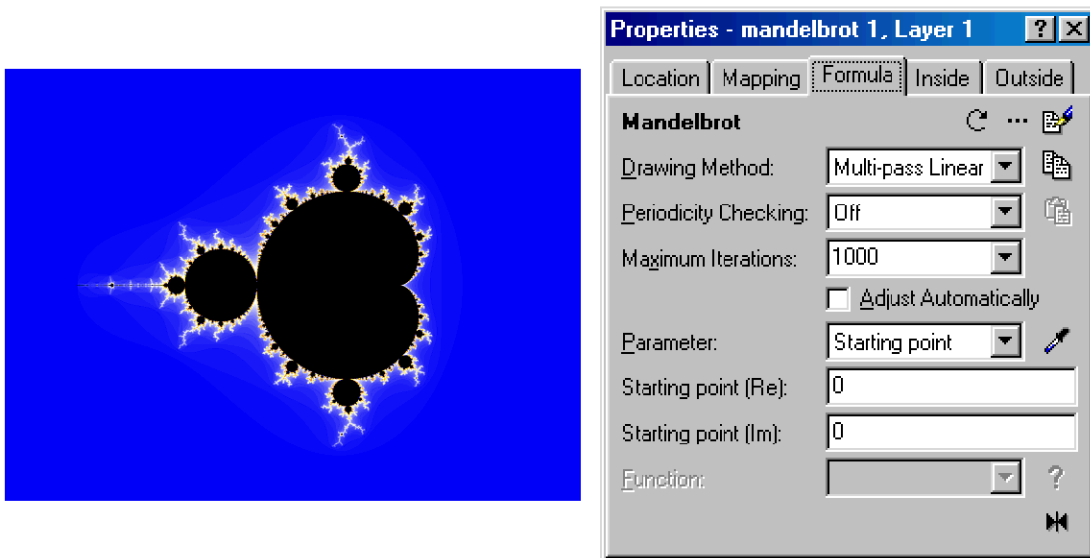 Properties - mandelbrot 1, Layer 1 ? X
Location Mapping Formula Inside Outside
Mandelbrot ...
Drawing Method: Multi-pass Linear
Periodicity Checking: Off
Maximum Iterations: 1000
Adjust Automatically
Parameter: Starting point
Starting point (Re): 0
Starting point (Im): 0
Function: ?